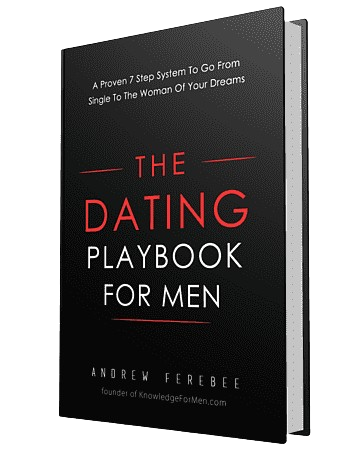 A Proven 7 Step System To Go From
Single To The Woman Of Your Dreams
THE
DATING
PLAYBOOK
FOR MEN
ANDREW FEREBEE
founder of KnowledgeForMen.com